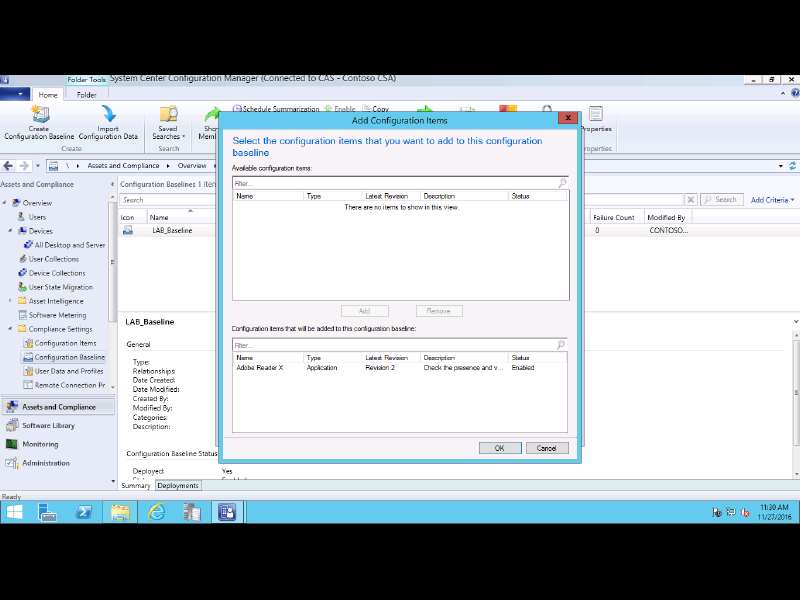 Folder Tools System Center Configuration Manager (Connected to CAS - Contoso CSA)
Home Folder
Create Configuration Baseline
Import Configuration Data
Saved Searches
Schedule Summarization Enable Copy
Create Search
Assets and Compliance Overview
Assets and Compliance
Overview
Users
Devices
All Desktop and Server
User Collections
Device Collections
User State Migration
Asset Intelligence
Software Metering
Compliance Settings
Configuration Items
Configuration Baseline
User Data and Profiles
Remote Connection Pr
Assets and Compliance
Software Library
Monitoring
Administration
Configuration Baselines 1 item
Search
Search Add Criteria
Icon Name Failure Count Modified By
LAB_Baseline 0 CONTOSO...
LAB_Baseline
General
Type:
Relationships:
Date Created:
Date Modified:
Created By:
Modified By:
Categories:
Description:
Configuration Baseline Status
Deployed Yes
Summary Deployments
Add Configuration Items
x
Select the configuration items that you want to add to this configuration
baseline
Available configuration items:
Filter...
Name Type Latest Revision Description Status
There are no items to show in this view.
Add Remove
Configuration items that will be added to this configuration baseline:
Filter...
Name Type Latest Revision Description Status
Adobe Reader X Application Revision 2 Check the presence and v... Enabled
OK Cancel
Ready
11:30 AM
11/27/2016